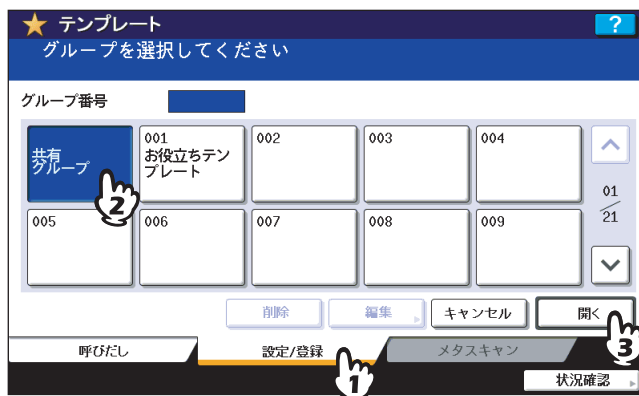 テンプレート
?
グループを選択してください
グループ番号
共有
グループ
001
お役立ちテン
プレート
002
003
004
01
21
005
006
007
008
009
削除
編集
キャンセル
開く
呼びだし
設定/登録
メタスキャン
状況確認
2
1
3